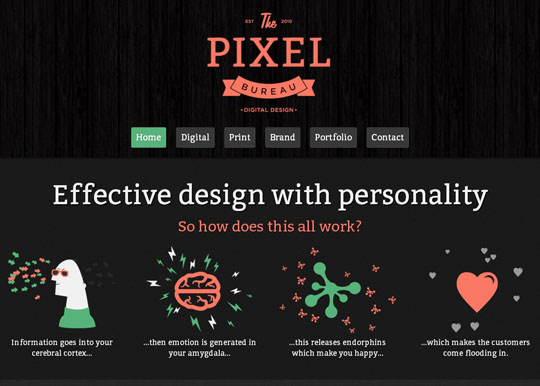 EST The 2010
PIXEL
BUREAU
•DIGITAL DESIGN•
Home Digital Print Brand Portfolio Contact
Effective design with personality
So how does this all work?
Information goes into your
cerebral cortex...
...then emotion is generated in
your amygdala...
...this releases endorphins
which make you happy...
...which makes the customers
come flooding in.